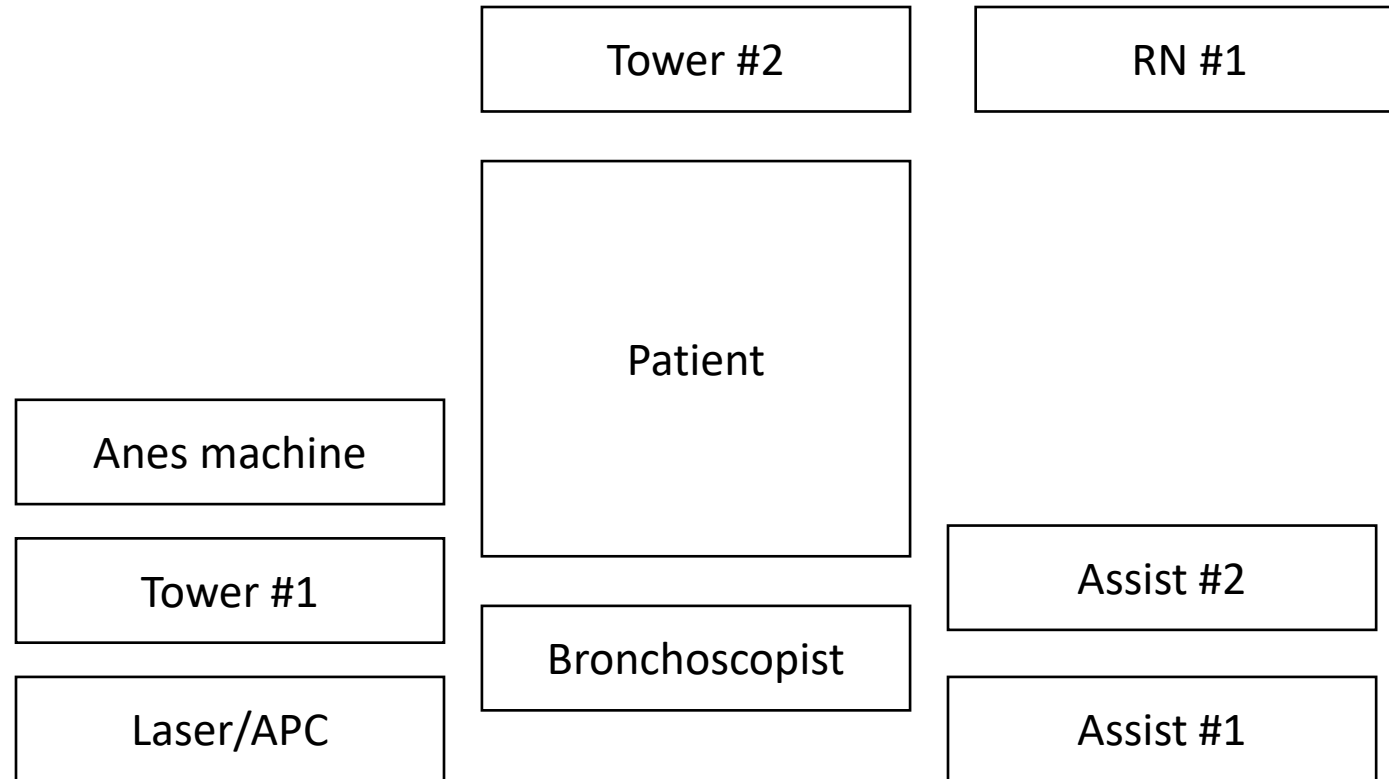 Tower #2
RN #1
Patient
Anes machine
Tower #1
Assist #2
Bronchoscopist
Laser/APC
Assist #1